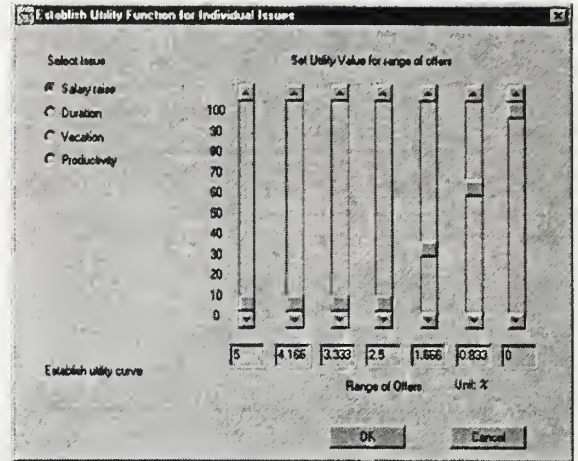 Establish Utility Function for Individual Issues
Select Issue
Set Utility Value for range of offers
Salary raise
Duration
Vacation
Productivity
100
90
80
70
60
50
40
30
20
10
0
5 4.166 3.333 2.5 1.666 0.833 0
Establish utility curve
Range of Offers Unit: %
OK Cancel